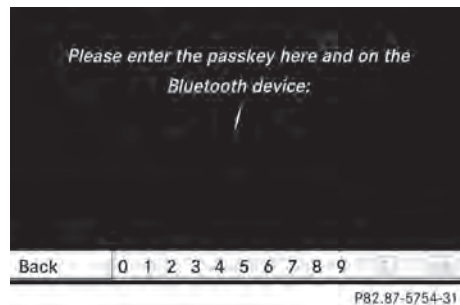 Please enter the passkey here and on the
Bluetooth device:
Back 0 1 2 3 4 5 6 7 8 9
P82.87-5754-31